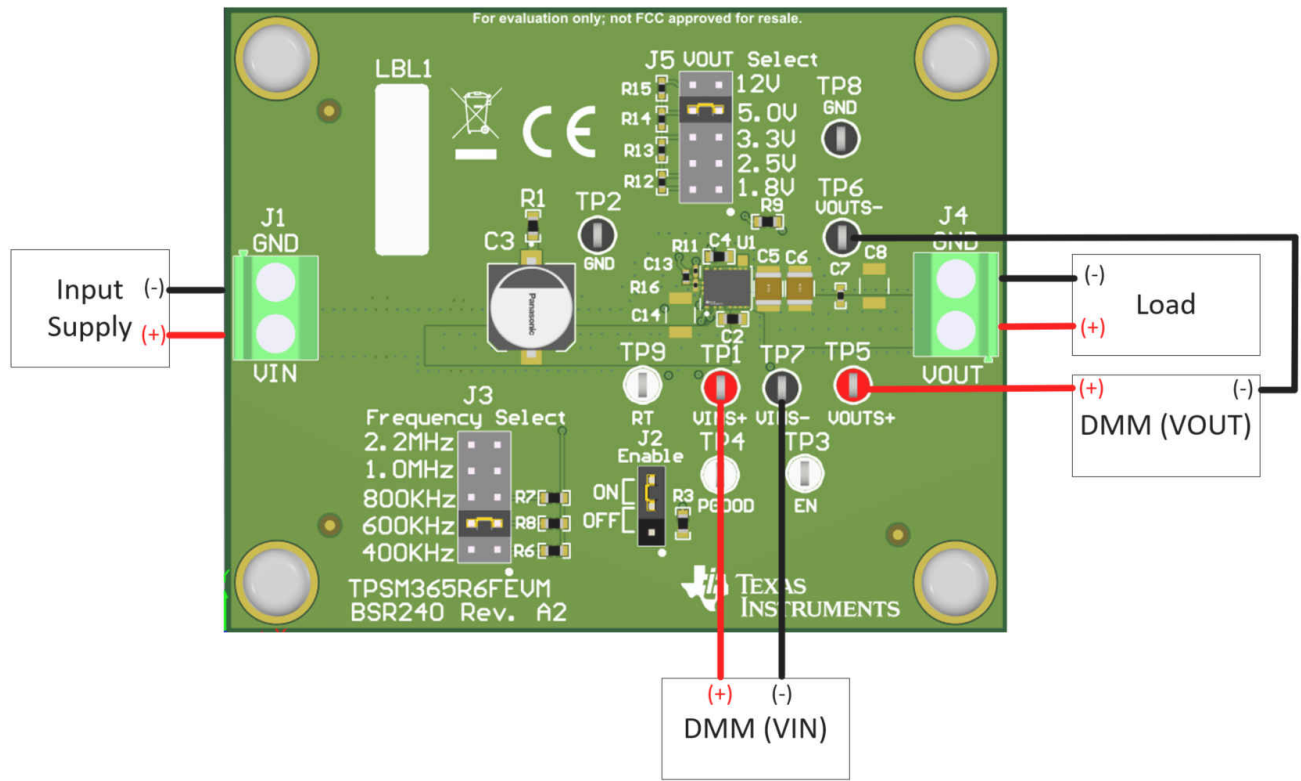 For evaluation only; not FCC approved for resale.
LBL1
J5 VOUT Select
R15
12V
R14
5.0V
R13
3.3V
2.5V
R12
1.8V
TP8
GND
TP6
VOUTS-
R9
R1
TP2
GND
C3
Panasonic
J1
GND
VIN
Input
Supply
(-)
(+)
R11
C4
U1
C13
C5
C6
R16
C7
C8
C14
C2
J4
GND
VOUT
(-)
Load
(+)
(+)
(-)
DMM (VOUT)
TP9
RT
TP1
VINS+
TP7
VINS-
TP5
VOUTS+
TP4
PGOOD
TP3
EN
J3
Frequency Select
2.2MHz
1.0MHz
800KHz
R7
600KHz
R8
400KHz
R6
J2
Enable
ON
OFF
R3
TPSM365R6FEVM
BSR240 Rev. A2
ti
TEXAS
INSTRUMENTS
(+)
(-)
DMM (VIN)